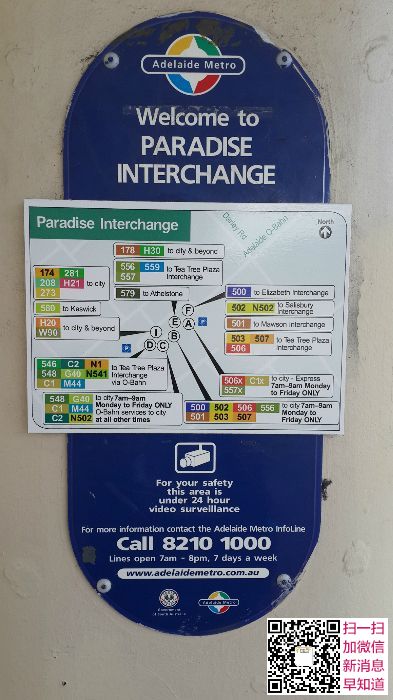 Adelaide Metro
Welcome to
PARADISE
INTERCHANGE
Paradise Interchange
Darley Rd
Adelaide O-Bahn
North
178 H30 to city & beyond
174 281
208 H21 to city
273
556 559 to Tea Tree Plaza
557 Interchange
579 to Athelstone
580 to Keswick
H20 to city & beyond
W90
500 to Elizabeth Interchange
502 N502 to Salisbury
Interchange
501 to Mawson Interchange
503 507 to Tea Tree Plaza
506 Interchange
F
E A
I B
D C
P
P
546 C2 N1 to Tea Tree Plaza
548 G40 N541 Interchange
C1 M44 via O-Bahn
506x C1x to city - Express
557x 7am-9am Monday
to Friday ONLY
548 G40 to city 7am-9am
C1 M44 Monday to Friday ONLY
O-Bahn services to city
C2 N502 at all other times
500 502 506 556 to city 7am-9am
501 503 507 Monday to
Friday ONLY
For your safety
this area is
under 24 hour
video surveillance
For more information contact the Adelaide Metro InfoLine
Call 8210 1000
Lines open 7am - 8pm, 7 days a week
www.adelaidemetro.com.au
Government
of South Australia
Adelaide Metro
扫一扫
加微信
新消息
早知道